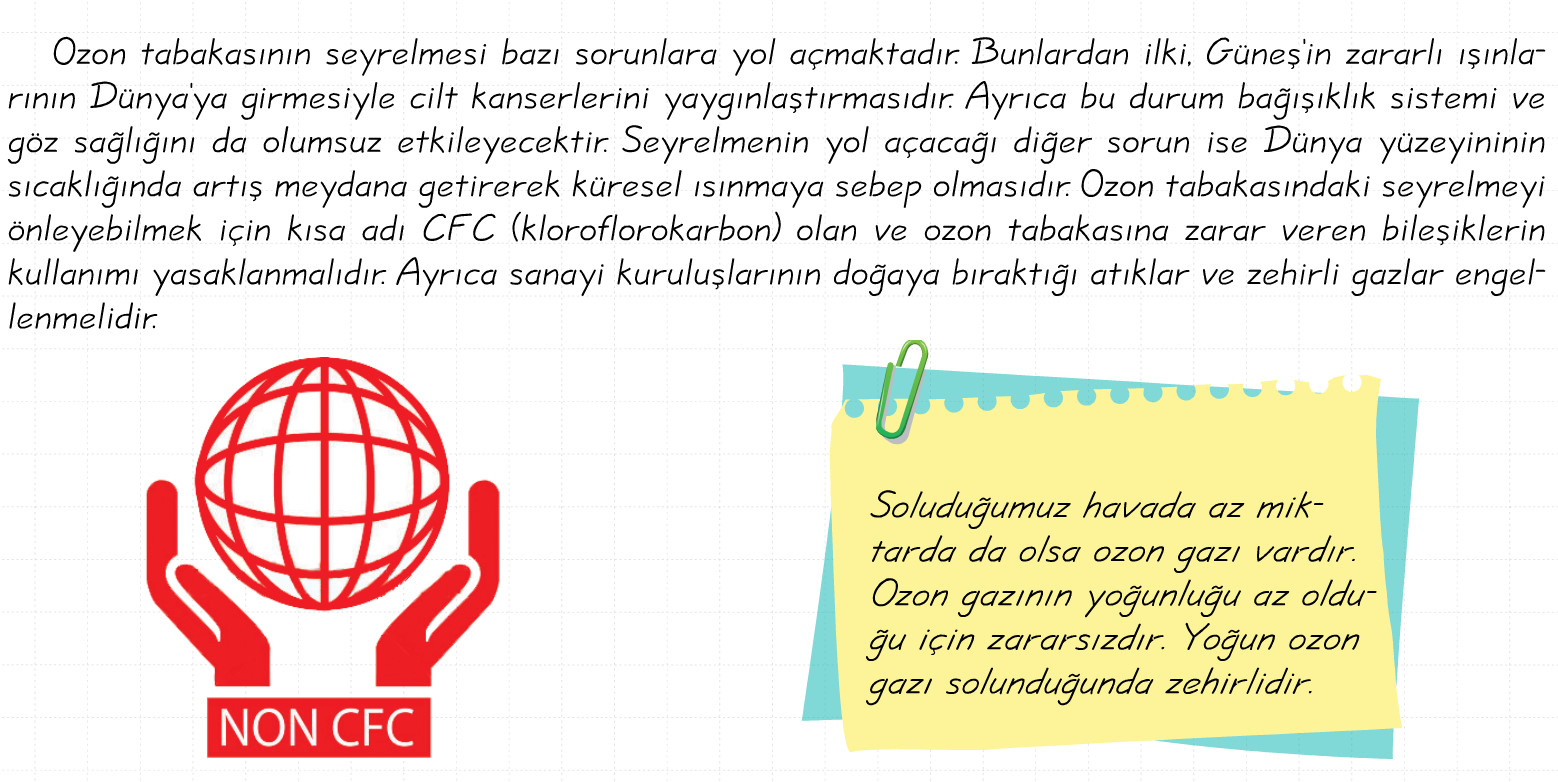 Ozon tabakasının seyrelmesi bazı sorunlara yol açmaktadır. Bunlardan ilki, Güneş'in zararlı ışınla-
rının Dünya'ya girmesiyle cilt kanserlerini yaygınlaştırmasıdır. Ayrıca bu durum bağışıklık sistemi ve
göz sağlığını da olumsuz etkileyecektir. Seyrelmenin yol açacağı diğer sorun ise Dünya yüzeyininin
sıcaklığında artış meydana getirerek küresel ısınmaya sebep olmasıdır. Ozon tabakasındaki seyrelmeyi
önleyebilmek için kısa adı CFC (kloroflorokarbon) olan ve ozon tabakasına zarar veren bileşiklerin
kullanımı yasaklanmalıdır. Ayrıca sanayi kuruluşlarının doğaya bıraktığı atıklar ve zehirli gazlar engel-
lenmelidir.
NON CFC
Soluduğumuz havada az mik-
tarda da olsa ozon gazı vardır.
Ozon gazının yoğunluğu az oldu-
ğu için zararsızdır. Yoğun ozon
gazı solunduğunda zehirlidir.